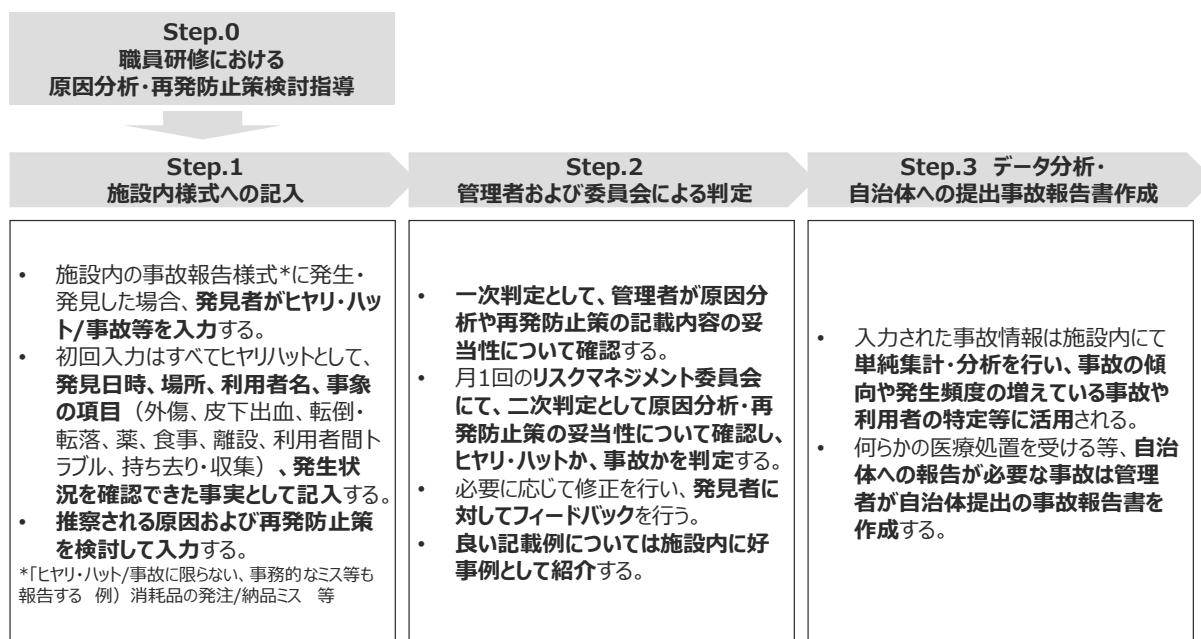 Step.0
職員研修における
原因分析・再発防止策検討指導
Step.1
施設内様式への記入
• 施設内の事故報告様式*に発生・
発見した場合、発見者がヒヤリ・ハッ
ト/事故等を入力する。
• 初回入力はすべてヒヤリハットとして、
発見日時、場所、利用者名、事象
の項目（外傷、皮下出血、転倒・
転落、薬、食事、離設、利用者間ト
ラブル、持ち去り・収集）、発生状
況を確認できた事実として記入する。
• 推察される原因および再発防止策
を検討して入力する。
*「ヒヤリ・ハット/事故に限らない、事務的なミス等も
報告する　例）消耗品の発注/納品ミス　等
Step.2
管理者および委員会による判定
• 一次判定として、管理者が原因分
析や再発防止策の記載内容の妥
当性について確認する。
• 月1回のリスクマネジメント委員会
にて、二次判定として原因分析・再
発防止策の妥当性について確認し、
ヒヤリ・ハットか、事故かを判定する。
• 必要に応じて修正を行い、発見者に
対してフィードバックを行う。
• 良い記載例については施設内に好
事例として紹介する。
Step.3 データ分析・
自治体への提出事故報告書作成
• 入力された事故情報は施設内にて
単純集計・分析を行い、事故の傾
向や発生頻度の増えている事故や
利用者の特定等に活用される。
• 何らかの医療処置を受ける等、自治
体への報告が必要な事故は管理
者が自治体提出の事故報告書を
作成する。